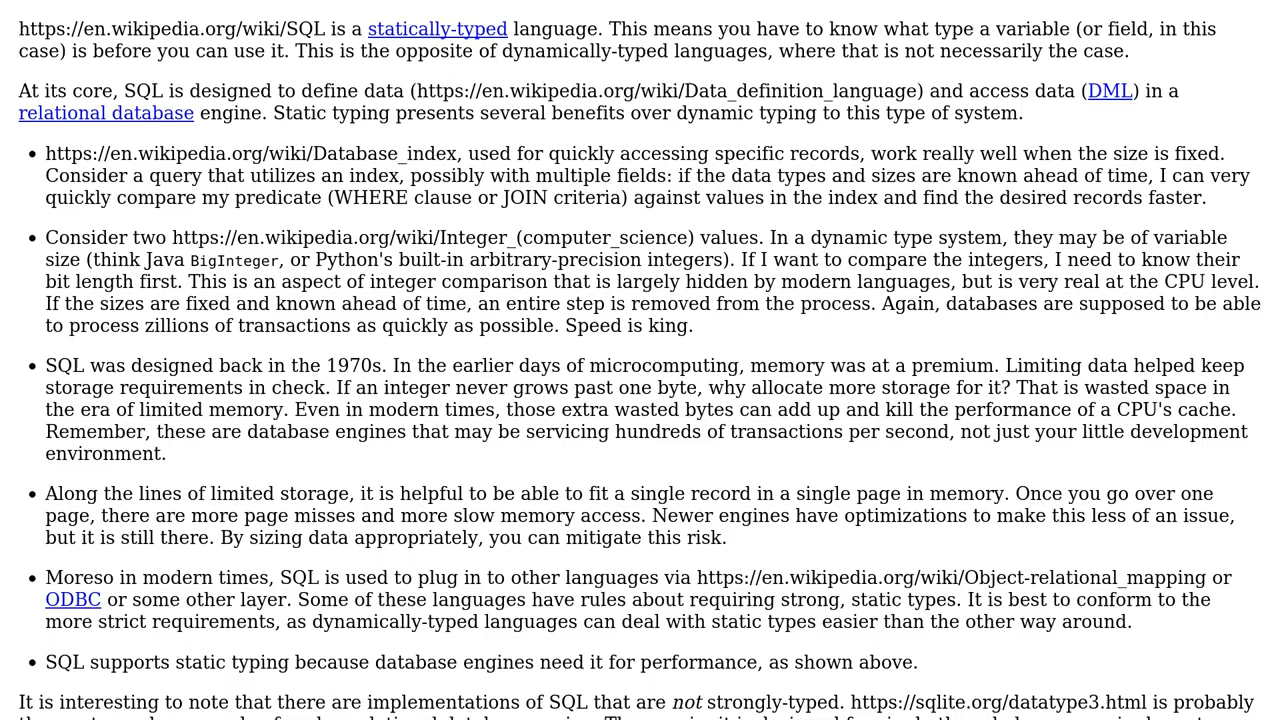 https://en.wikipedia.org/wiki/SQL is a statically-typed language. This means you have to know what type a variable (or field, in this
case) is before you can use it. This is the opposite of dynamically-typed languages, where that is not necessarily the case.
At its core, SQL is designed to define data (https://en.wikipedia.org/wiki/Data_definition_language) and access data (DML) in a
relational database engine. Static typing presents several benefits over dynamic typing to this type of system.
• https://en.wikipedia.org/wiki/Database_index, used for quickly accessing specific records, work really well when the size is fixed.
Consider a query that utilizes an index, possibly with multiple fields: if the data types and sizes are known ahead of time, I can very
quickly compare my predicate (WHERE clause or JOIN criteria) against values in the index and find the desired records faster.
• Consider two https://en.wikipedia.org/wiki/Integer_(computer_science) values. In a dynamic type system, they may be of variable
size (think Java BigInteger, or Python's built-in arbitrary-precision integers). If I want to compare the integers, I need to know their
bit length first. This is an aspect of integer comparison that is largely hidden by modern languages, but is very real at the CPU level.
If the sizes are fixed and known ahead of time, an entire step is removed from the process. Again, databases are supposed to be able
to process zillions of transactions as quickly as possible. Speed is king.
• SQL was designed back in the 1970s. In the earlier days of microcomputing, memory was at a premium. Limiting data helped keep
storage requirements in check. If an integer never grows past one byte, why allocate more storage for it? That is wasted space in
the era of limited memory. Even in modern times, those extra wasted bytes can add up and kill the performance of a CPU's cache.
Remember, these are database engines that may be servicing hundreds of transactions per second, not just your little development
environment.
• Along the lines of limited storage, it is helpful to be able to fit a single record in a single page in memory. Once you go over one
page, there are more page misses and more slow memory access. Newer engines have optimizations to make this less of an issue,
but it is still there. By sizing data appropriately, you can mitigate this risk.
• Moreso in modern times, SQL is used to plug in to other languages via https://en.wikipedia.org/wiki/Object-relational_mapping or
ODBC or some other layer. Some of these languages have rules about requiring strong, static types. It is best to conform to the
more strict requirements, as dynamically-typed languages can deal with static types easier than the other way around.
• SQL supports static typing because database engines need it for performance, as shown above.
It is interesting to note that there are implementations of SQL that are not strongly-typed. https://sqlite.org/datatype3.html is probably